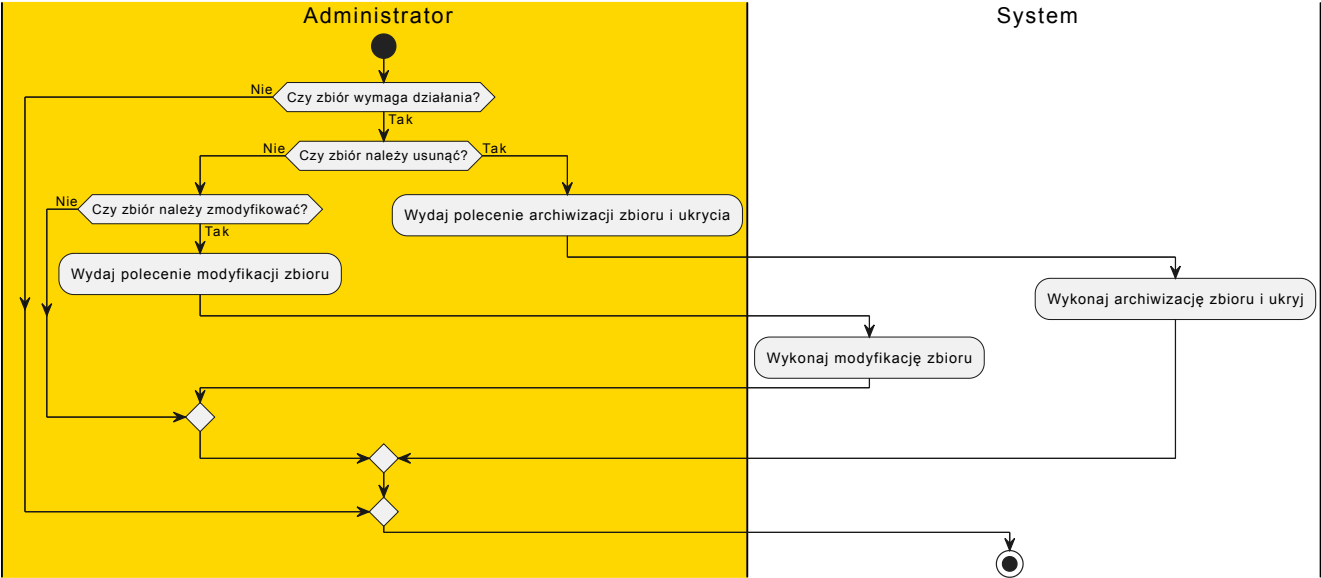 Administrator
System
Czy zbiór wymaga działania?
Nie
Tak
Czy zbiór należy usunąć?
Nie
Tak
Czy zbiór należy zmodyfikować?
Nie
Tak
Wydaj polecenie archiwizacji zbioru i ukrycia
Wydaj polecenie modyfikacji zbioru
Wykonaj archiwizację zbioru i ukryj
Wykonaj modyfikację zbioru